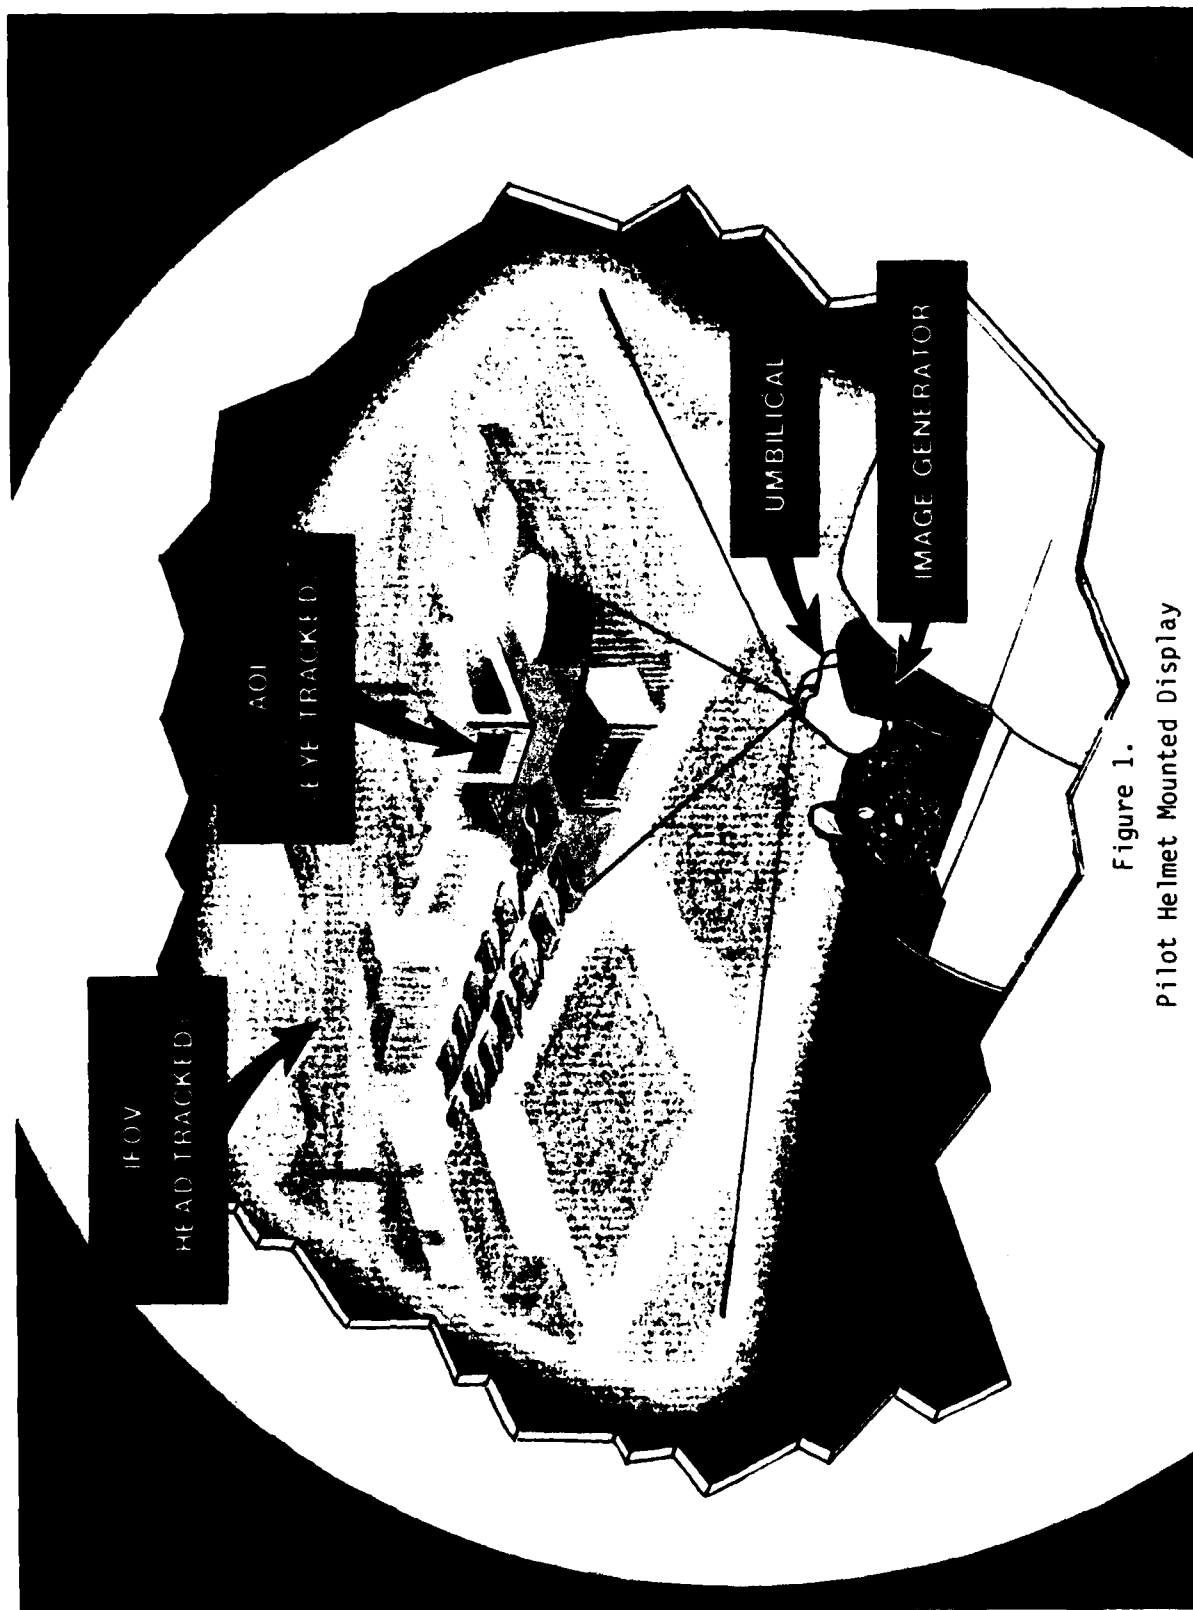 IFOV
HEAD TRACKED
AOI
EYE TRACKED
UMBILICAL
IMAGE GENERATOR
Figure 1.
Pilot Helmet Mounted Display